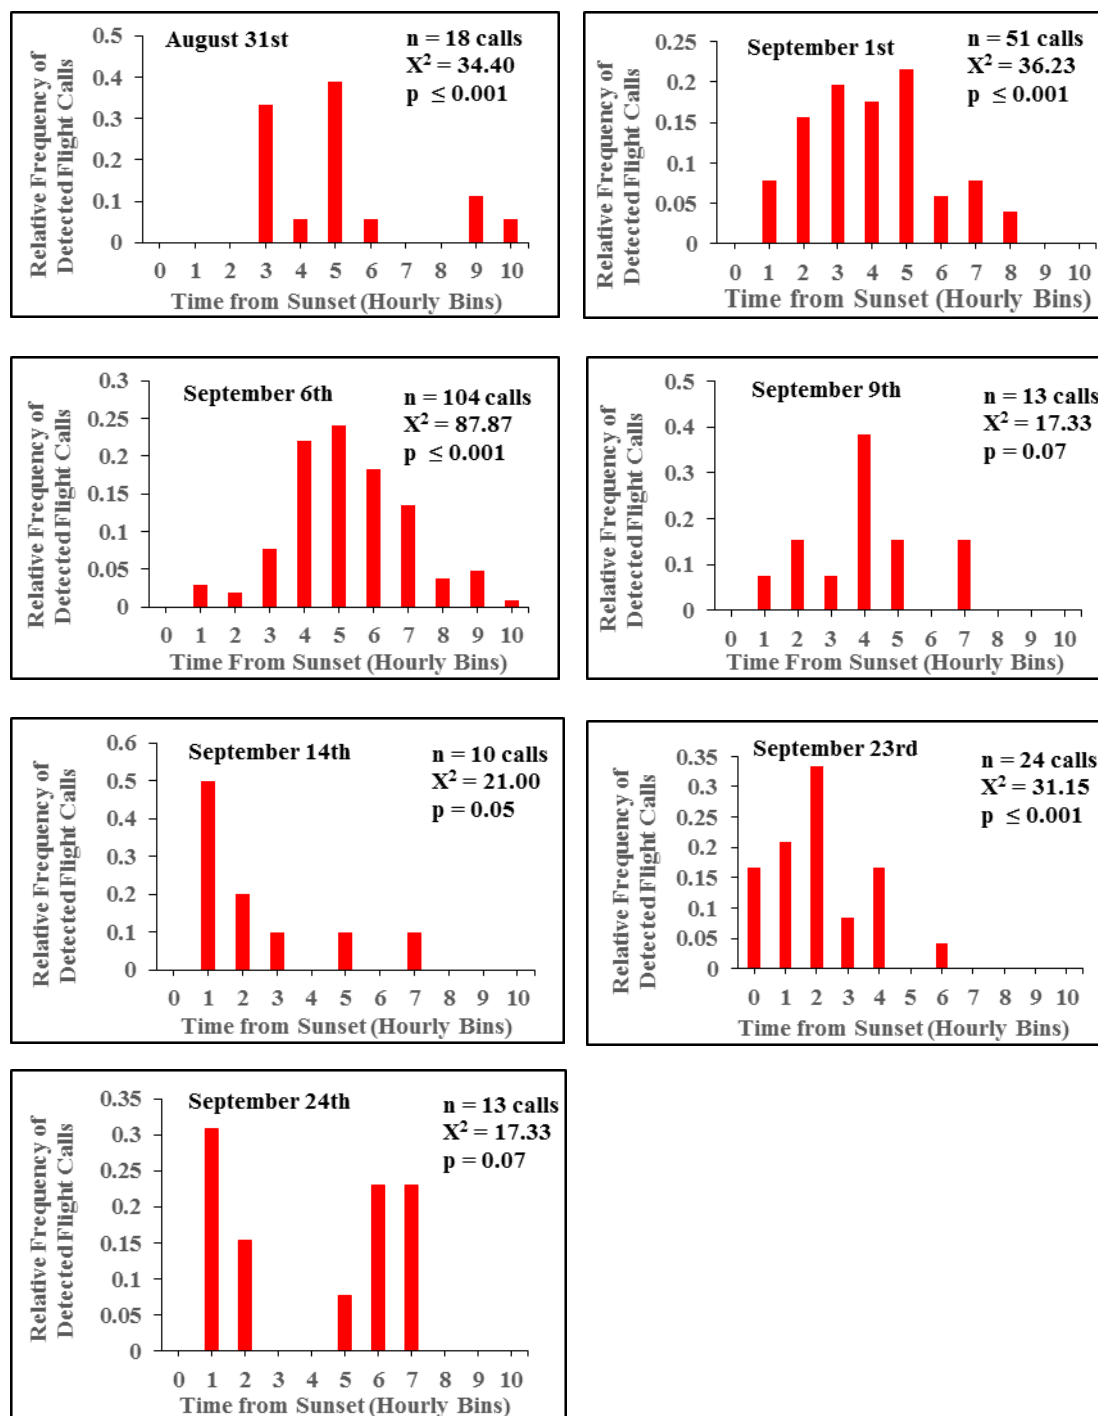 August 31st
n = 18 calls
X² = 34.40
p ≤ 0.001
Relative Frequency of
Detected Flight Calls
0.5
0.4
0.3
0.2
0.1
0
0 1 2 3 4 5 6 7 8 9 10
Time from Sunset (Hourly Bins)
September 1st
n = 51 calls
X² = 36.23
p ≤ 0.001
Relative Frequency of
Detected Flight Calls
0.25
0.2
0.15
0.1
0.05
0
0 1 2 3 4 5 6 7 8 9 10
Time from Sunset (Hourly Bins)
September 6th
n = 104 calls
X² = 87.87
p ≤ 0.001
Relative Frequency of
Detected Flight Calls
0.3
0.25
0.2
0.15
0.1
0.05
0
0 1 2 3 4 5 6 7 8 9 10
Time From Sunset (Hourly Bins)
September 9th
n = 13 calls
X² = 17.33
p = 0.07
Relative Frequency of
Detected Flight Calls
0.5
0.4
0.3
0.2
0.1
0
0 1 2 3 4 5 6 7 8 9 10
Time From Sunset (Hourly Bins)
September 14th
n = 10 calls
X² = 21.00
p = 0.05
Relative Frequency of
Detected Flight Calls
0.6
0.5
0.4
0.3
0.2
0.1
0
0 1 2 3 4 5 6 7 8 9 10
Time from Sunset (Hourly Bins)
September 23rd
n = 24 calls
X² = 31.15
p ≤ 0.001
Relative Frequency of
Detected Flight Calls
0.35
0.3
0.25
0.2
0.15
0.1
0.05
0
0 1 2 3 4 5 6 7 8 9 10
Time from Sunset (Hourly Bins)
September 24th
n = 13 calls
X² = 17.33
p = 0.07
Relative Frequency of
Detected Flight Calls
0.35
0.3
0.25
0.2
0.15
0.1
0.05
0
0 1 2 3 4 5 6 7 8 9 10
Time from Sunset (Hourly Bins)